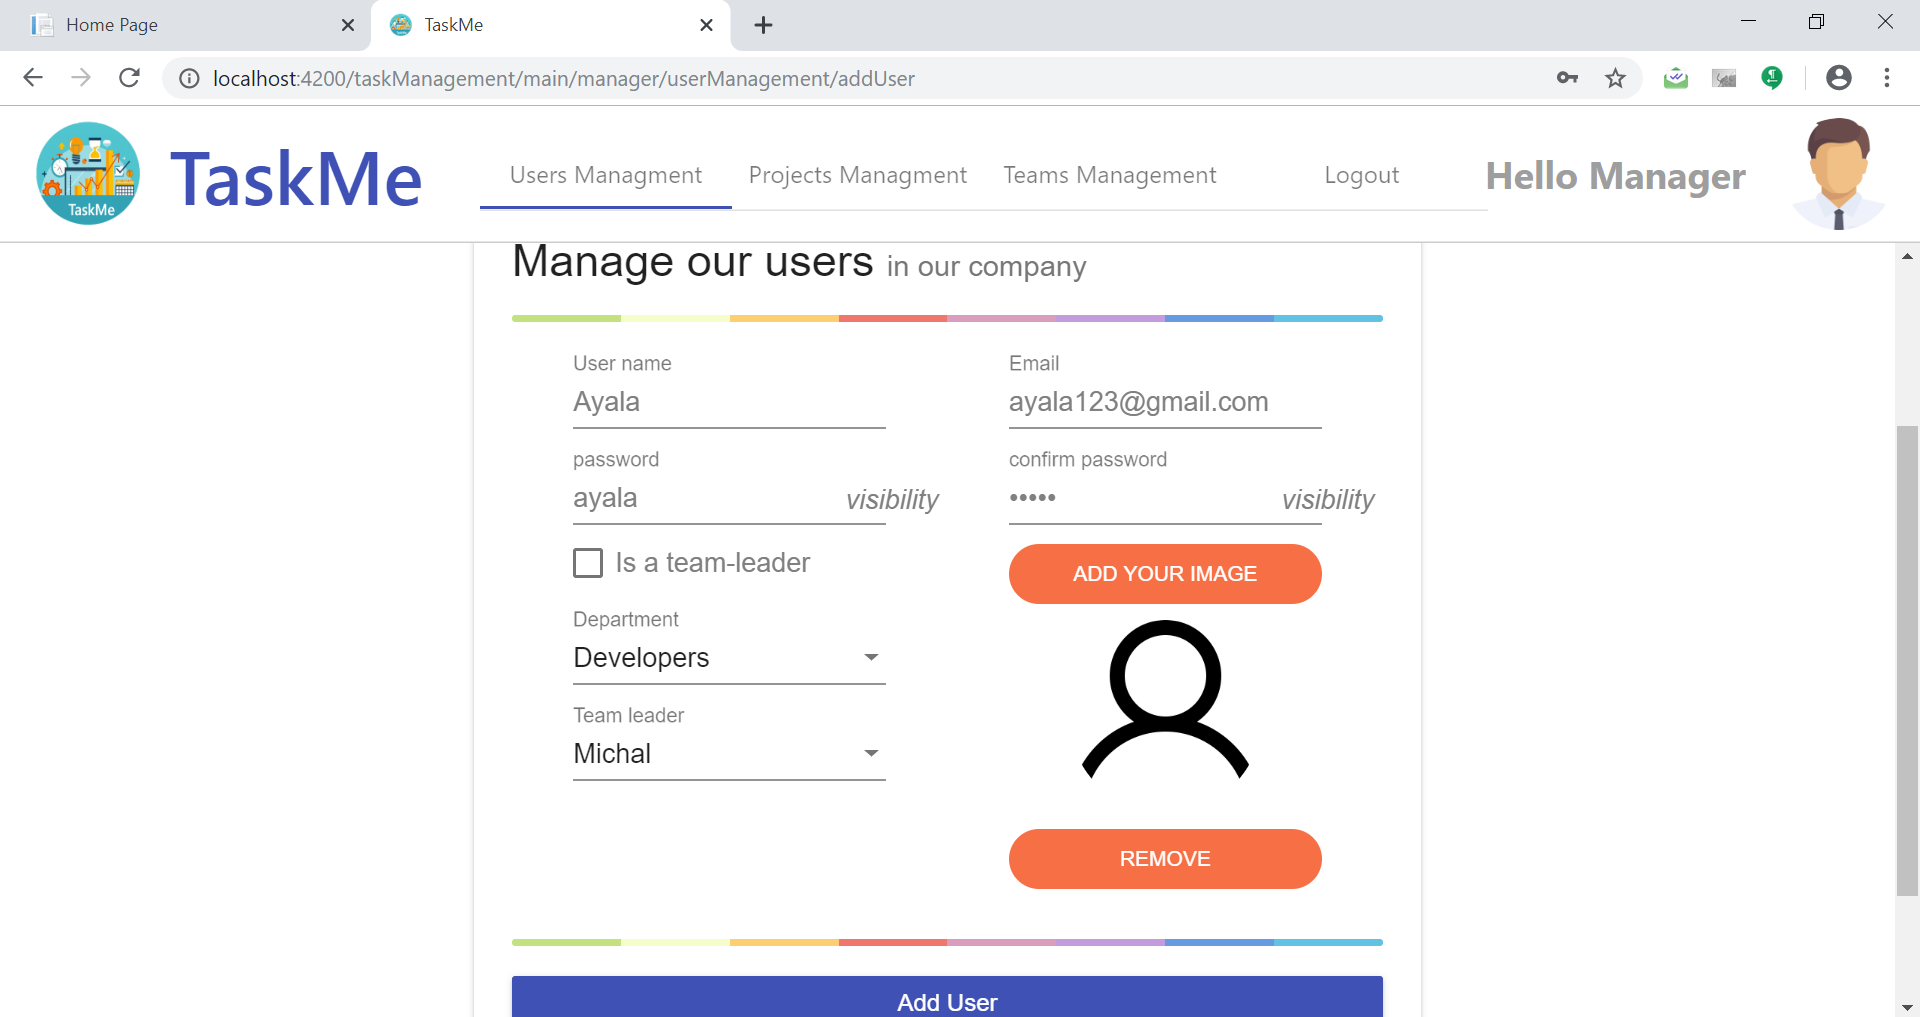 Home Page
TaskMe
localhost:4200/taskManagement/main/manager/userManagement/addUser
TaskMe
TaskMe
Users Managment
Projects Managment
Teams Management
Logout
Hello Manager
Manage our users in our company
User name
Email
Ayala
ayala123@gmail.com
password
confirm password
ayala
visibility
•••••
visibility
Is a team-leader
ADD YOUR IMAGE
Department
Developers
Team leader
Michal
REMOVE
Add User